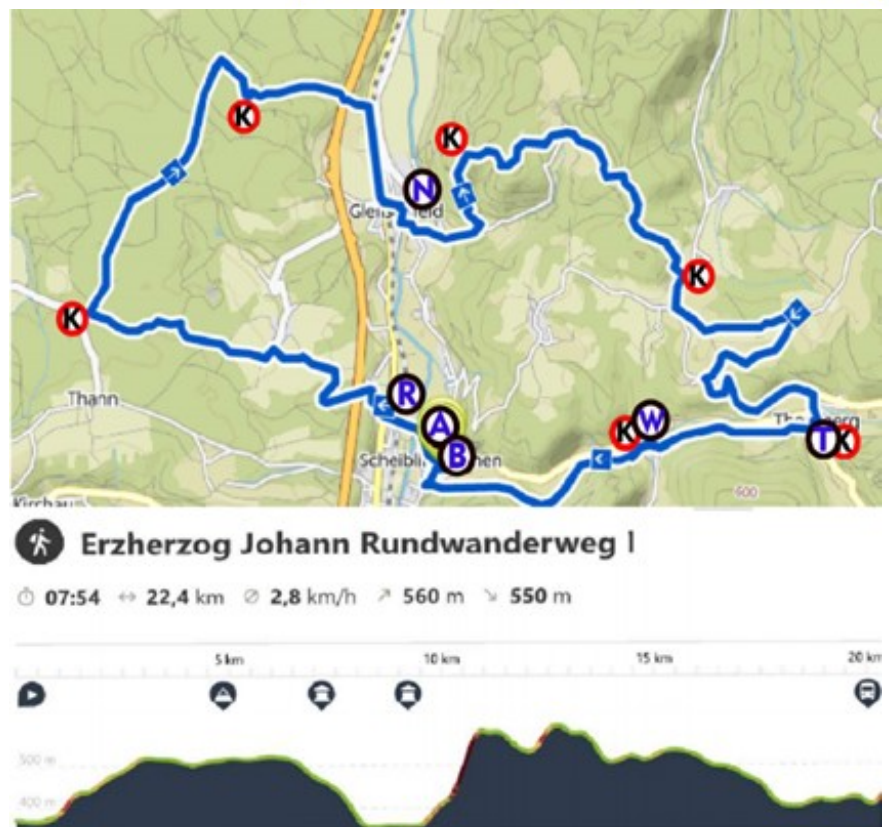 K
K
N
K
K
Thann
R
A
B
K
W
T
K
Kirchau
600
Erzherzog Johann Rundwanderweg I
07:54 22,4 km 2,8 km/h 560 m 550 m
5 km 10 km 15 km 20 km
500 m
400 m